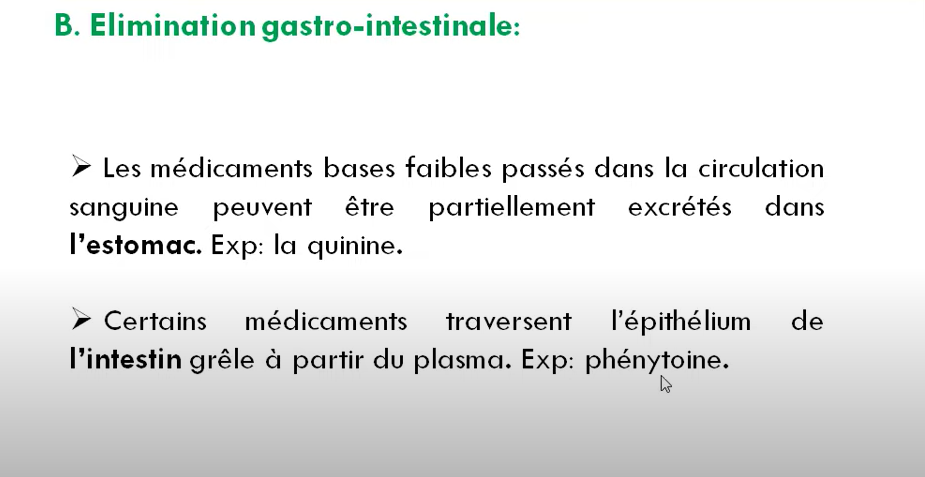 B. Elimination gastro-intestinale:
➢ Les médicaments bases faibles passés dans la circulation
sanguine peuvent être partiellement excrétés dans
l’estomac. Exp: la quinine.
➢ Certains médicaments traversent l’épithélium de
l’intestin grêle à partir du plasma. Exp: phénytoine.